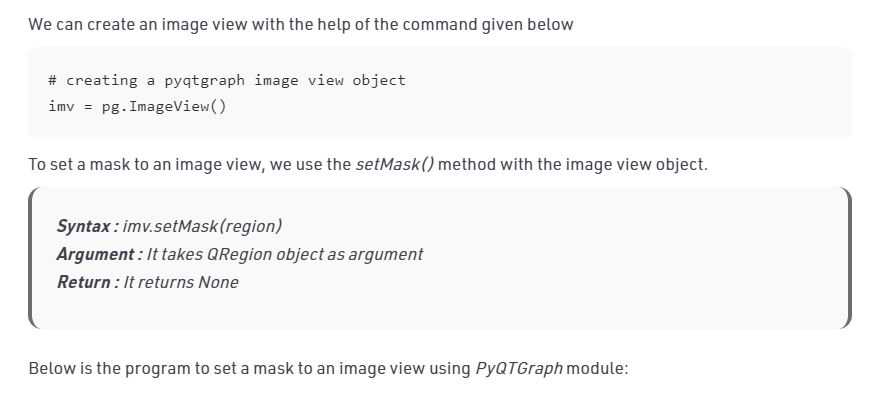 We can create an image view with the help of the command given below
# creating a pyqtgraph image view object
imv = pg.ImageView()
To set a mask to an image view, we use the setMask() method with the image view object.
Syntax : imv.setMask(region)
Argument : It takes QRegion object as argument
Return : It returns None
Below is the program to set a mask to an image view using PyQTGraph module: